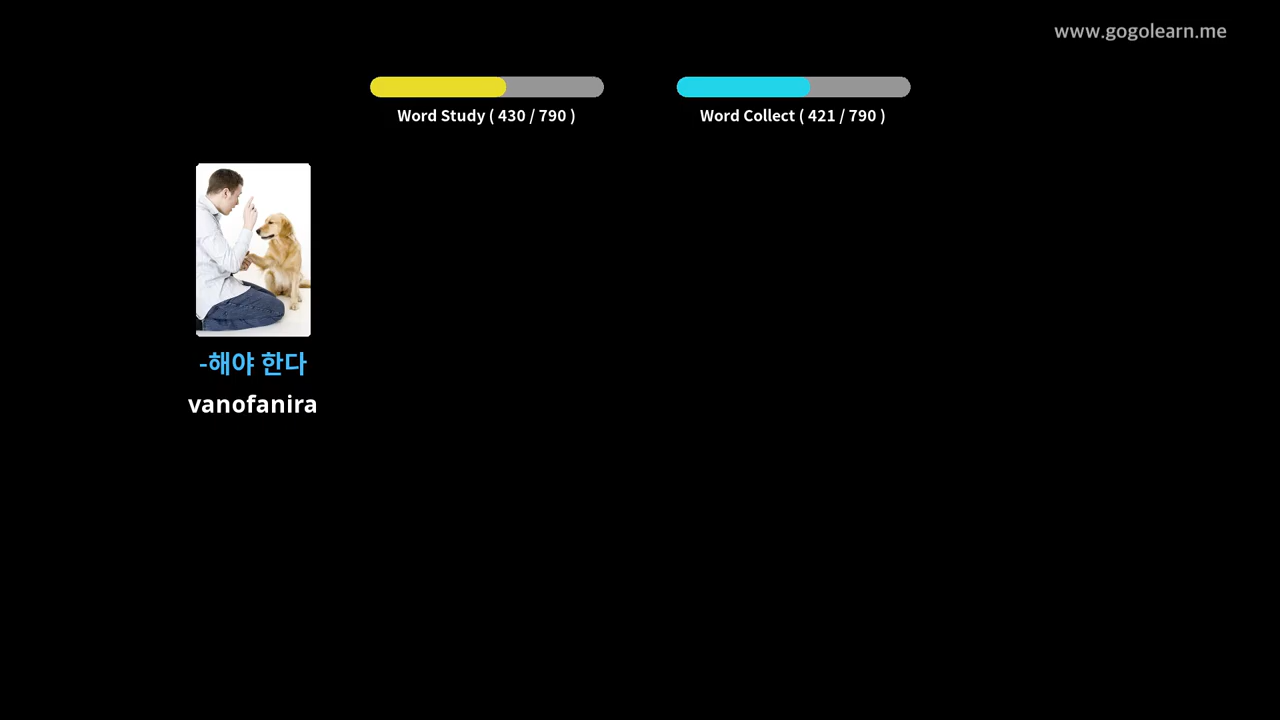 www.gogolearn.me
Word Study ( 430 / 790 )
Word Collect ( 421 / 790 )
-해야 한다
vanofanira